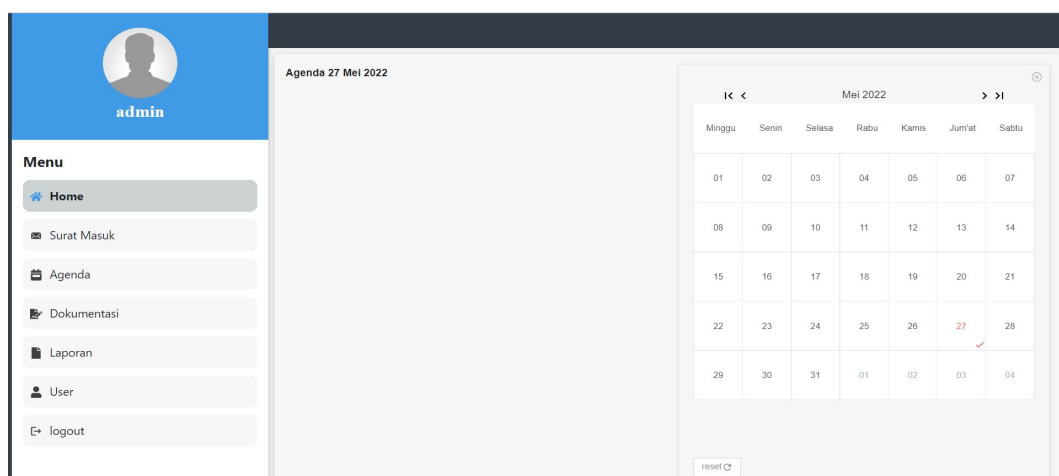 admin
Menu
Home
Surat Masuk
Agenda
Dokumentasi
Laporan
User
logout
Agenda 27 Mei 2022
Mei 2022
Minggu Senin Selasa Rabu Kamis Jum'at Sabtu
01 02 03 04 05 06 07
08 09 10 11 12 13 14
15 16 17 18 19 20 21
22 23 24 25 26 27 28
29 30 31 01 02 03 04
reset